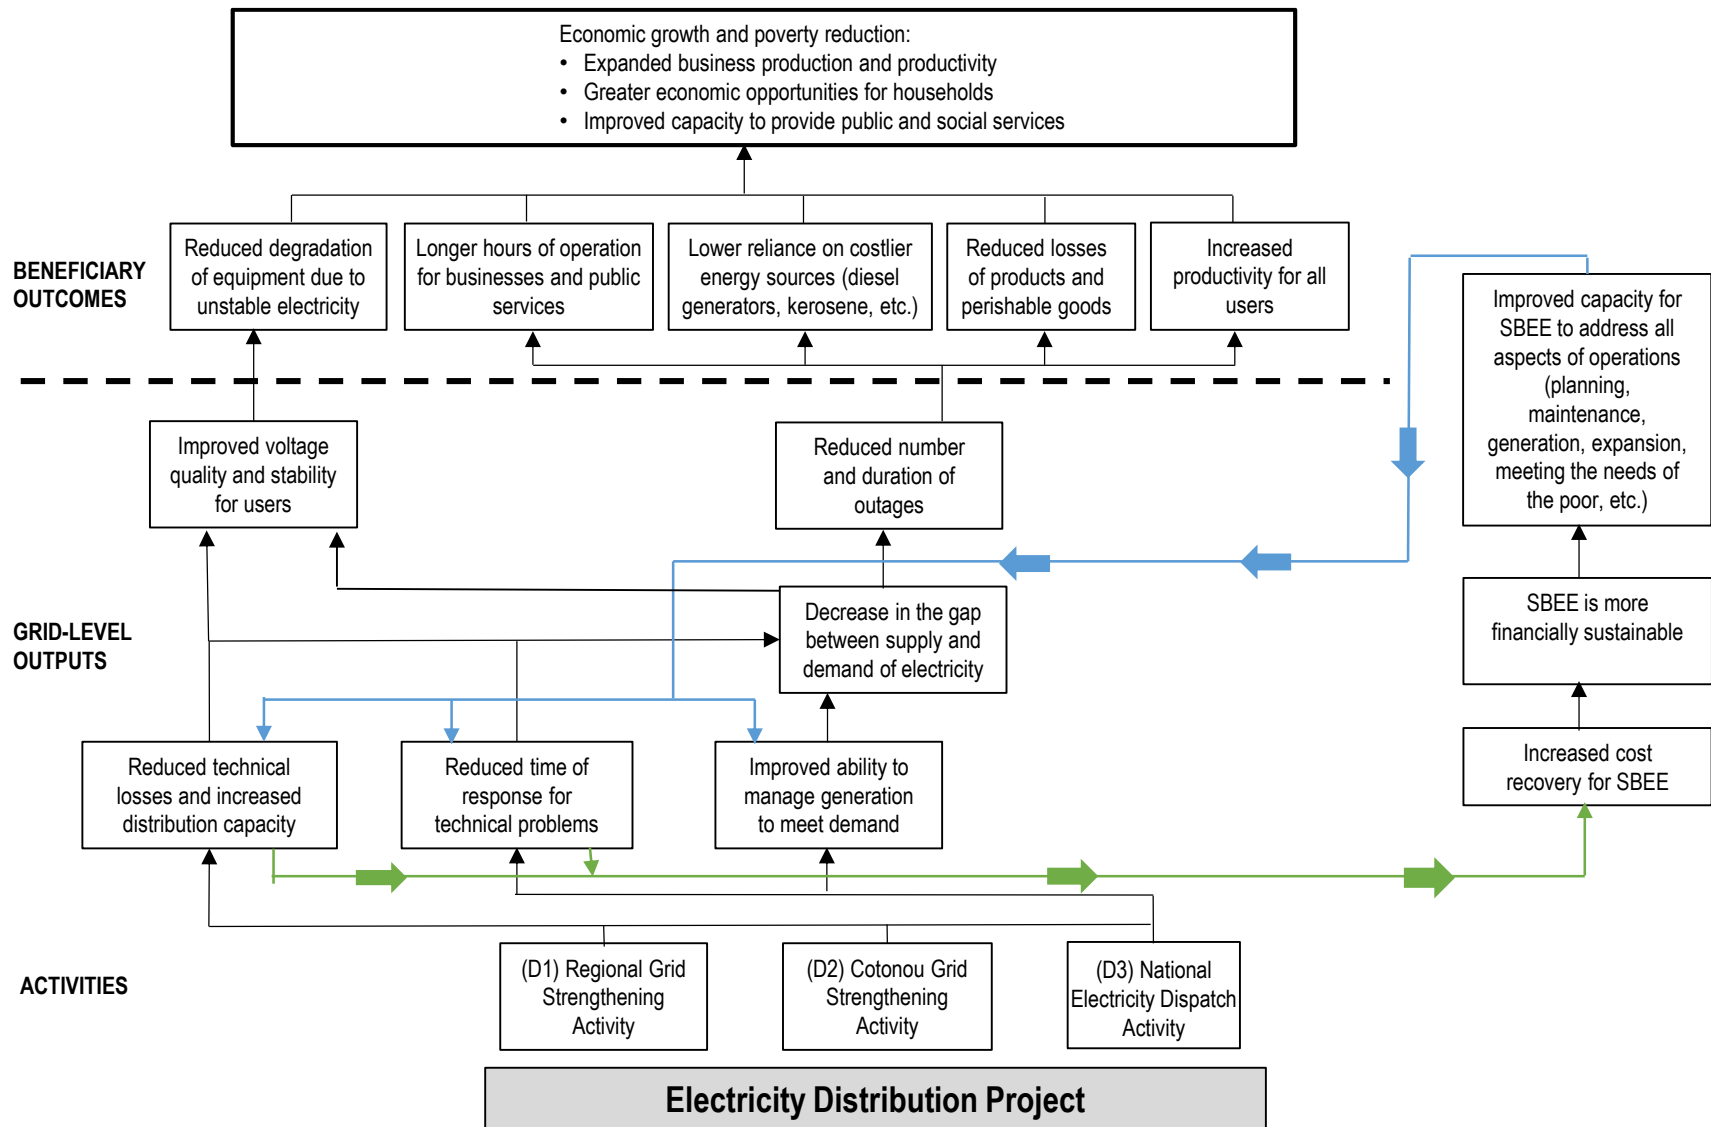 Economic growth and poverty reduction:
• Expanded business production and productivity
• Greater economic opportunities for households
• Improved capacity to provide public and social services
BENEFICIARY
OUTCOMES
Reduced degradation
of equipment due to
unstable electricity
Longer hours of operation
for businesses and public
services
Lower reliance on costlier
energy sources (diesel
generators, kerosene, etc.)
Reduced losses
of products and
perishable goods
Increased
productivity for all
users
Improved capacity for
SBEE to address all
aspects of operations
(planning,
maintenance,
generation, expansion,
meeting the needs of
the poor, etc.)
Improved voltage
quality and stability
for users
Reduced number
and duration of
outages
GRID-LEVEL
OUTPUTS
Decrease in the gap
between supply and
demand of electricity
SBEE is more
financially sustainable
Reduced technical
losses and increased
distribution capacity
Reduced time of
response for
technical problems
Improved ability to
manage generation
to meet demand
Increased cost
recovery for SBEE
ACTIVITIES
(D1) Regional Grid
Strengthening
Activity
(D2) Cotonou Grid
Strengthening
Activity
(D3) National
Electricity Dispatch
Activity
Electricity Distribution Project